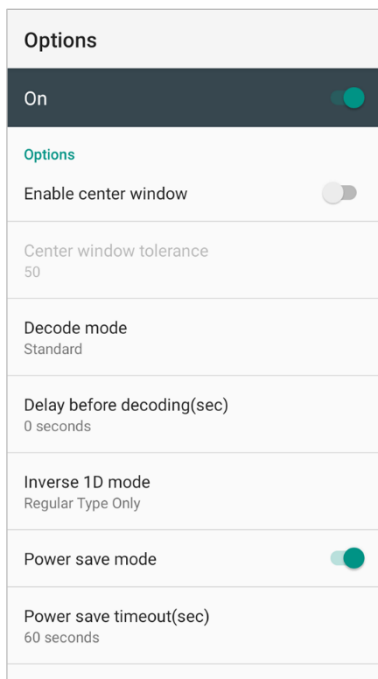 Options
On
Options
Enable center window
Center window tolerance
50
Decode mode
Standard
Delay before decoding(sec)
0 seconds
Inverse 1D mode
Regular Type Only
Power save mode
Power save timeout(sec)
60 seconds